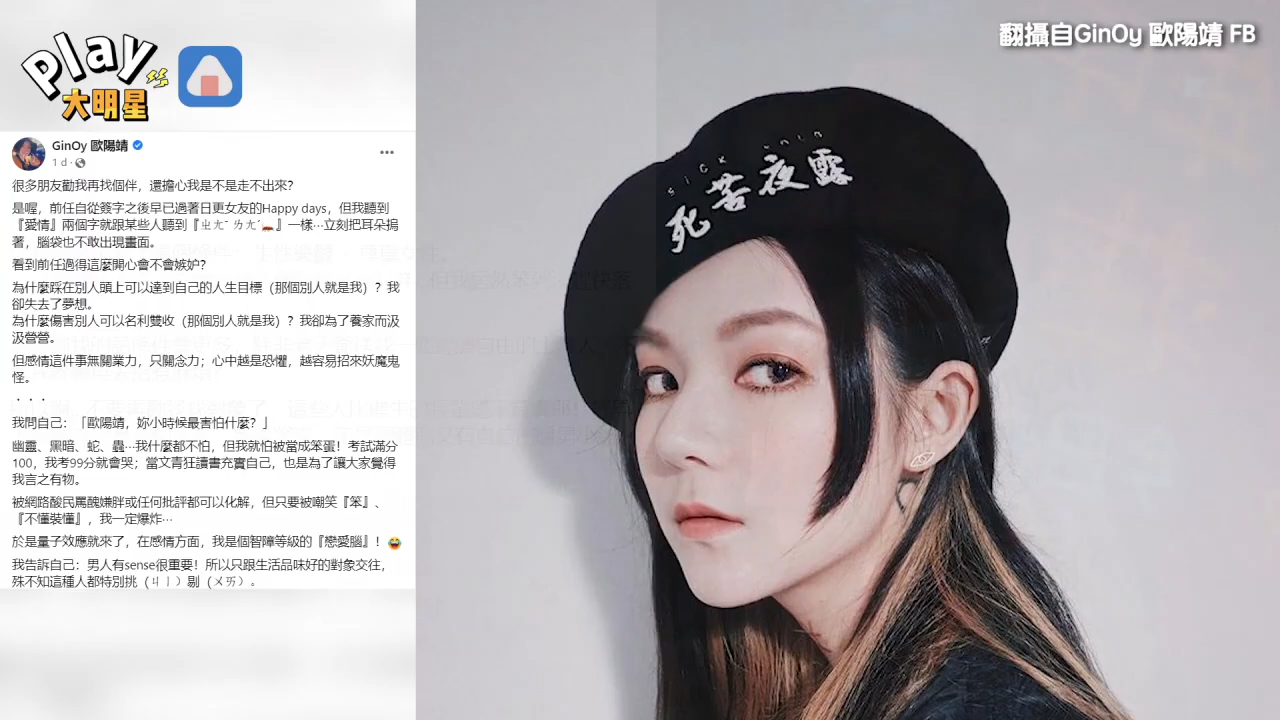 Play
大明星
翻攝自GinOy 歐陽靖 FB
SICK
死苦夜露
GinOy 歐陽靖
1 d
很多朋友勸我再找個伴，還擔心我是不是走不出來？
是喔，前任自從簽字之後早已過著日更女友的Happy days，但我聽到
『愛情』兩個字就跟某些人聽到『ㄓㄤˉ ㄌㄤˊ🪳』一樣…立刻把耳朵摀
著，腦袋也不敢出現畫面。
看到前任過得這麼開心會不會嫉妒？
為什麼踩在別人頭上可以達到自己的人生目標（那個別人就是我）？我
卻失去了夢想。
為什麼傷害別人可以名利雙收（那個別人就是我）？我卻為了養家而汲
汲營營。
但感情這件事無關業力，只關念力；心中越是恐懼，越容易招來妖魔鬼
怪。
・・・
我問自己：「歐陽靖，妳小時候最害怕什麼？」
幽靈、黑暗、蛇、蟲…我什麼都不怕，但我就怕被當成笨蛋！考試滿分
100，我考99分就會哭；當文青狂讀書充實自己，也是為了讓大家覺得
我言之有物。
被網路酸民罵醜嫌胖或任何批評都可以化解，但只要被嘲笑『笨』、
『不懂裝懂』，我一定爆炸…
於是量子效應就來了，在感情方面，我是個智障等級的『戀愛腦』！😂
我告訴自己：男人有sense很重要！所以只跟生活品味好的對象交往，
殊不知這種人都特別挑（ㄐㄧ）剔（ㄨㄞ）。